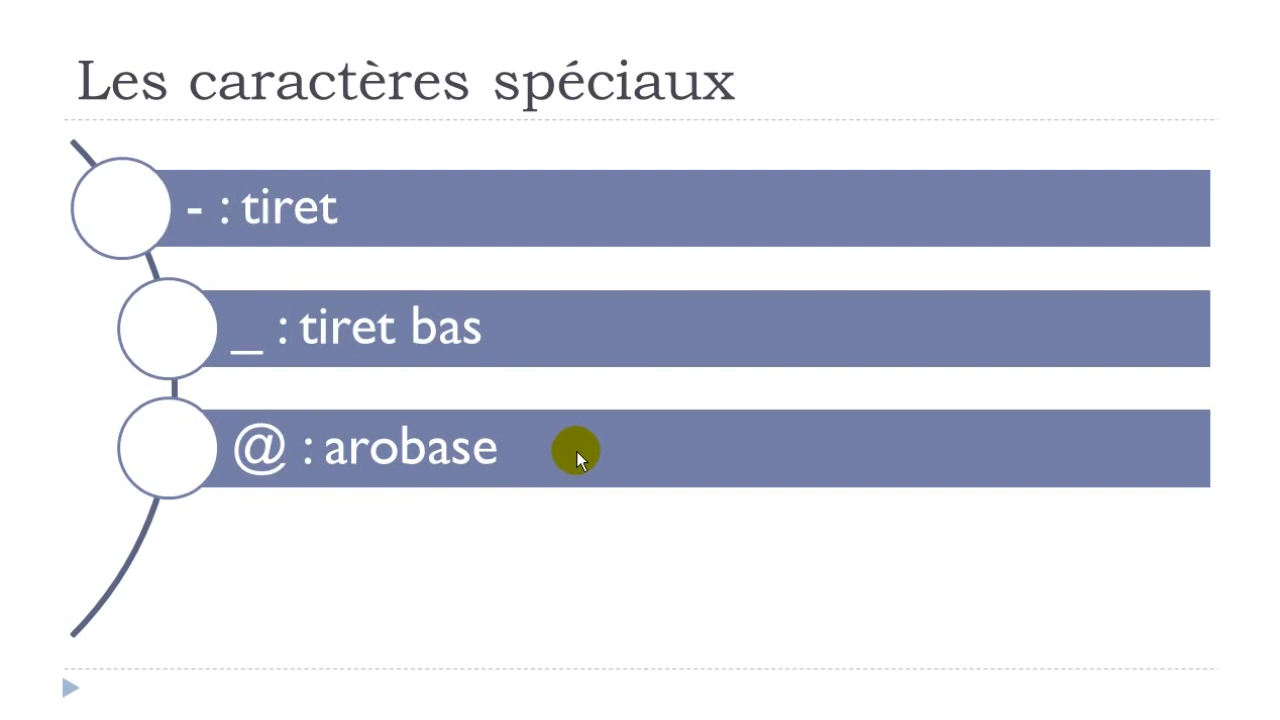 Les caractères spéciaux
- : tiret
_ : tiret bas
@ : arobase